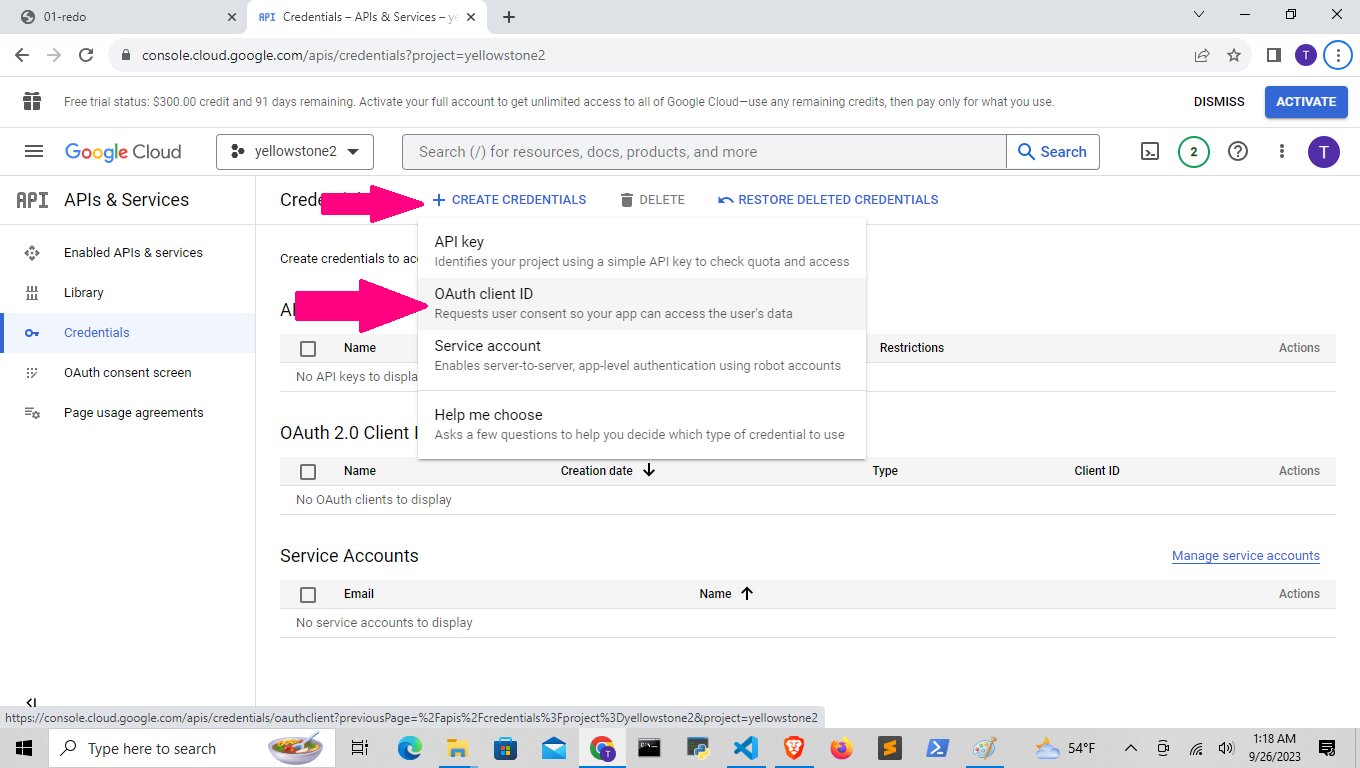 01-redo
API Credentials – APIs & Services – ye
console.cloud.google.com/apis/credentials?project=yellowstone2
T
Free trial status: $300.00 credit and 91 days remaining. Activate your full account to get unlimited access to all of Google Cloud—use any remaining credits, then pay only for what you use.
DISMISS
ACTIVATE
Google Cloud
yellowstone2
Search (/) for resources, docs, products, and more
Search
2
T
API APIs & Services
Enabled APIs & services
Library
Credentials
OAuth consent screen
Page usage agreements
CREATE CREDENTIALS
DELETE
RESTORE DELETED CREDENTIALS
API key
Identifies your project using a simple API key to check quota and access
OAuth client ID
Requests user consent so your app can access the user's data
Service account
Enables server-to-server, app-level authentication using robot accounts
Help me choose
Asks a few questions to help you decide which type of credential to use
Create credentials to
Name Restrictions Actions
No API keys to displa
OAuth 2.0 Client
Name Creation date Type Client ID Actions
No OAuth clients to display
Service Accounts
Manage service accounts
Email Name Actions
No service accounts to display
https://console.cloud.google.com/apis/credentials/oauthclient?previousPage=%2Fapis%2Fcredentials%3Fproject%3Dyellowstone2&project=yellowstone2
Type here to search
T
54°F
1:18 AM
9/26/2023